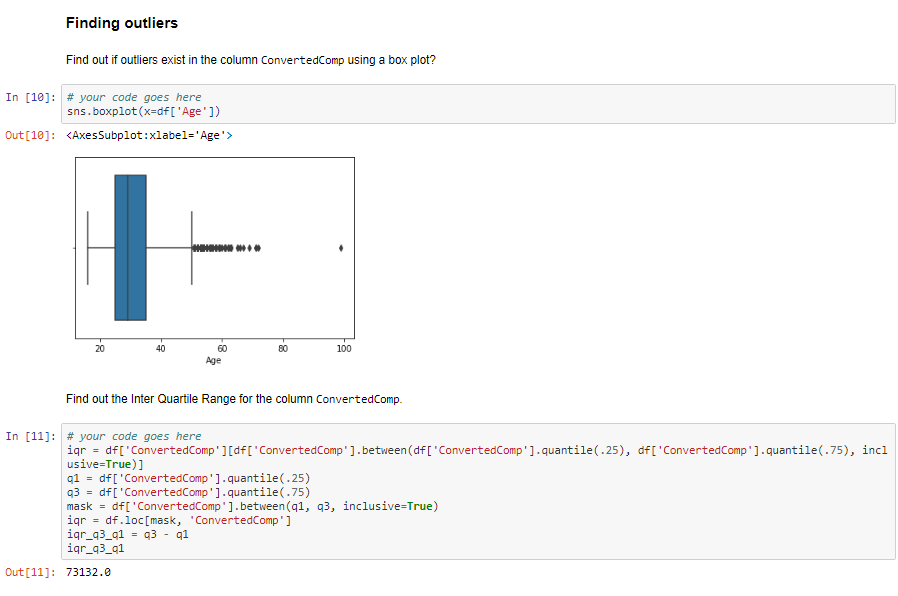 Finding outliers
Find out if outliers exist in the column ConvertedComp using a box plot?
In [10]: # your code goes here
sns.boxplot(x=df['Age'])
Out[10]: <AxesSubplot:xlabel='Age'>
20 40 60 80 100
Age
Find out the Inter Quartile Range for the column ConvertedComp.
In [11]: # your code goes here
iqr = df['ConvertedComp'][df['ConvertedComp'].between(df['ConvertedComp'].quantile(.25), df['ConvertedComp'].quantile(.75), incl
usive=True)]
q1 = df['ConvertedComp'].quantile(.25)
q3 = df['ConvertedComp'].quantile(.75)
mask = df['ConvertedComp'].between(q1, q3, inclusive=True)
iqr = df.loc[mask, 'ConvertedComp']
iqr_q3_q1 = q3 - q1
iqr_q3_q1
Out[11]: 73132.0